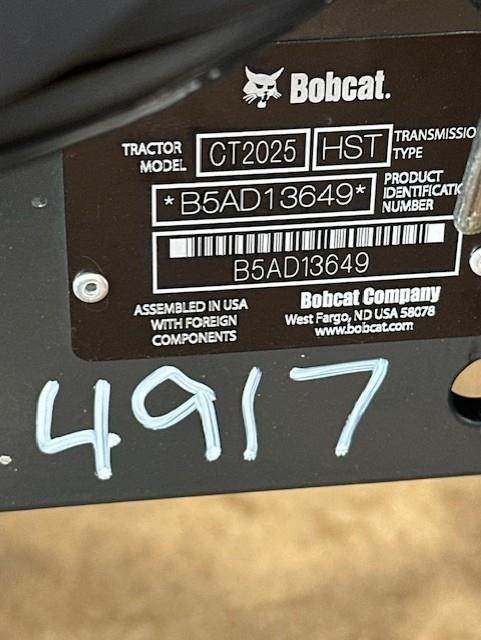 Bobcat.
TRACTOR MODEL CT2025 HST TRANSMISSIO TYPE
*B5AD13649* PRODUCT IDENTIFICATIO NUMBER
B5AD13649
ASSEMBLED IN USA
WITH FOREIGN
COMPONENTS
Bobcat Company
West Fargo, ND USA 58078
www.bobcat.com
4917